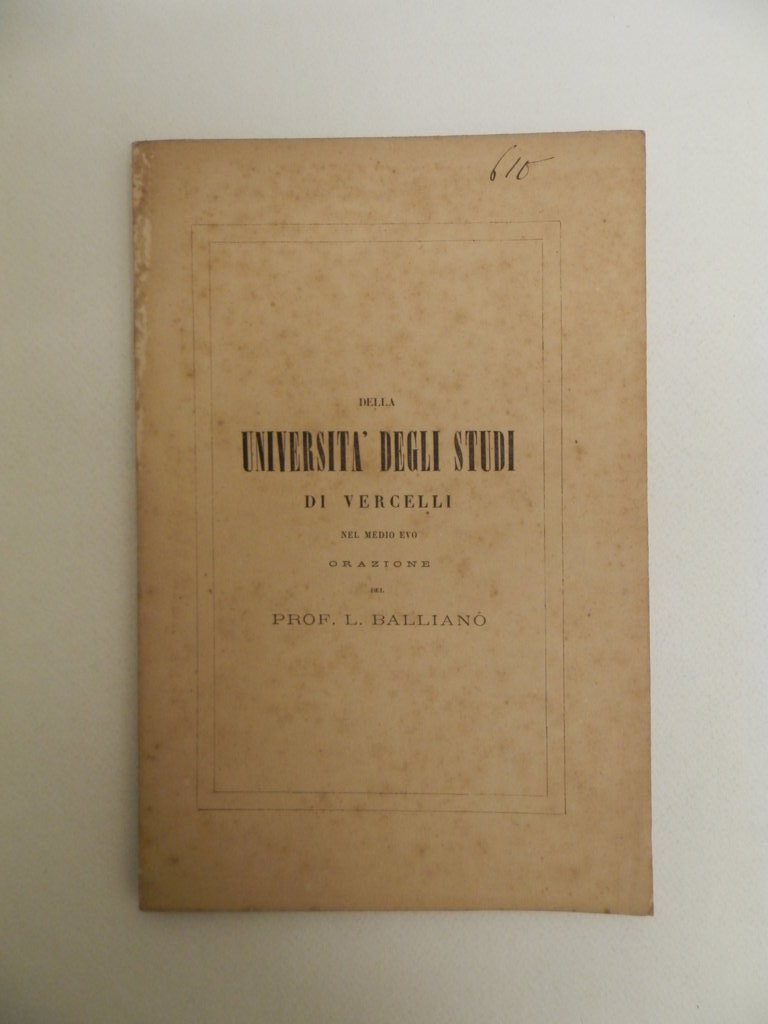 610
DELLA
UNIVERSITA' DEGLI STUDI
DI VERCELLI
NEL MEDIO EVO
ORAZIONE
DEL
PROF. L. BALLIANO